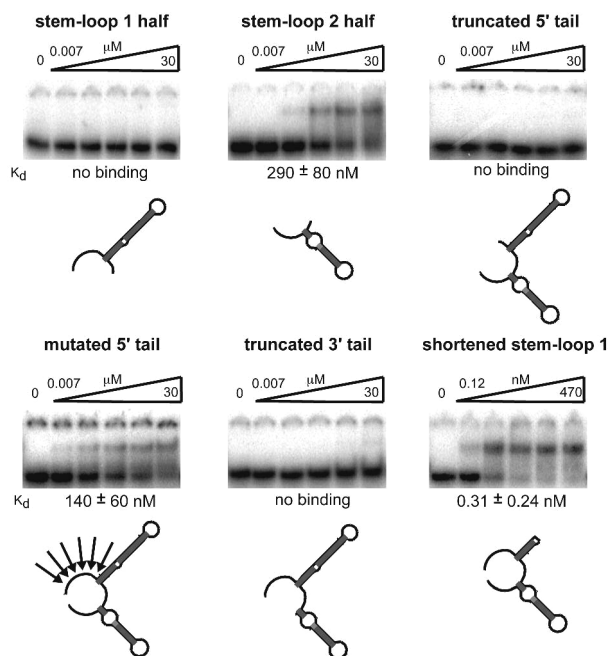 stem-loop 1 half
0 0.007 μM 30
K_d no binding
stem-loop 2 half
0 0.007 μM 30
290 ± 80 nM
truncated 5' tail
0 0.007 μM 30
no binding
mutated 5' tail
0 0.007 μM 30
K_d 140 ± 60 nM
truncated 3' tail
0 0.007 μM 30
no binding
shortened stem-loop 1
0 0.12 nM 470
0.31 ± 0.24 nM